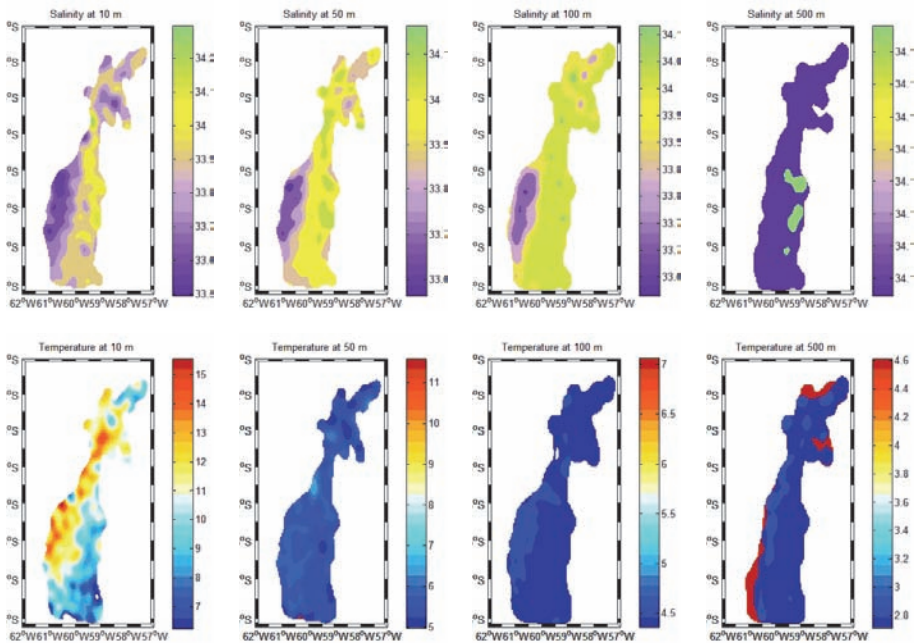 Salinity at 10 m
34
°S
°S
°S
°S
°S
°S
°S
62°W61°W60°W59°W58°W57°W
Salinity at 50 m
34
°S
°S
°S
°S
°S
°S
°S
62°W61°W60°W59°W58°W57°W
Salinity at 100 m
34
°S
°S
°S
°S
°S
°S
°S
62°W61°W60°W59°W58°W57°W
Salinity at 500 m
°S
°S
°S
°S
°S
°S
°S
62°W61°W60°W59°W58°W57°W
Temperature at 10 m
15
14
13
12
11
10
9
8
7
°S
°S
°S
°S
°S
°S
°S
62°W61°W60°W59°W58°W57°W
Temperature at 50 m
11
10
9
8
7
6
5
°S
°S
°S
°S
°S
°S
°S
62°W61°W60°W59°W58°W57°W
Temperature at 100 m
7
6.5
6
5.5
5
4.5
°S
°S
°S
°S
°S
°S
°S
62°W61°W60°W59°W58°W57°W
Temperature at 500 m
4.6
4.4
4.2
4
3.8
3.6
3.4
3.2
3
2.8
°S
°S
°S
°S
°S
°S
°S
62°W61°W60°W59°W58°W57°W